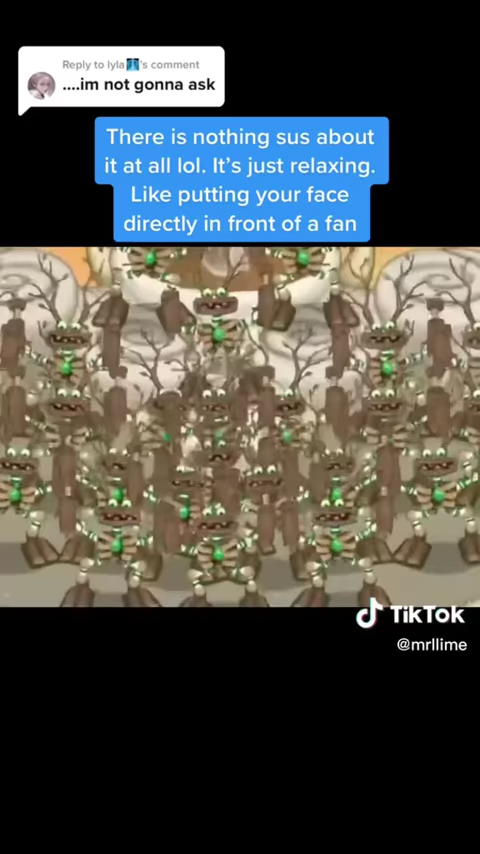 Reply to lyla🩻's comment
....im not gonna ask
There is nothing sus about
it at all lol. It's just relaxing.
Like putting your face
directly in front of a fan
TikTok
@mrllime